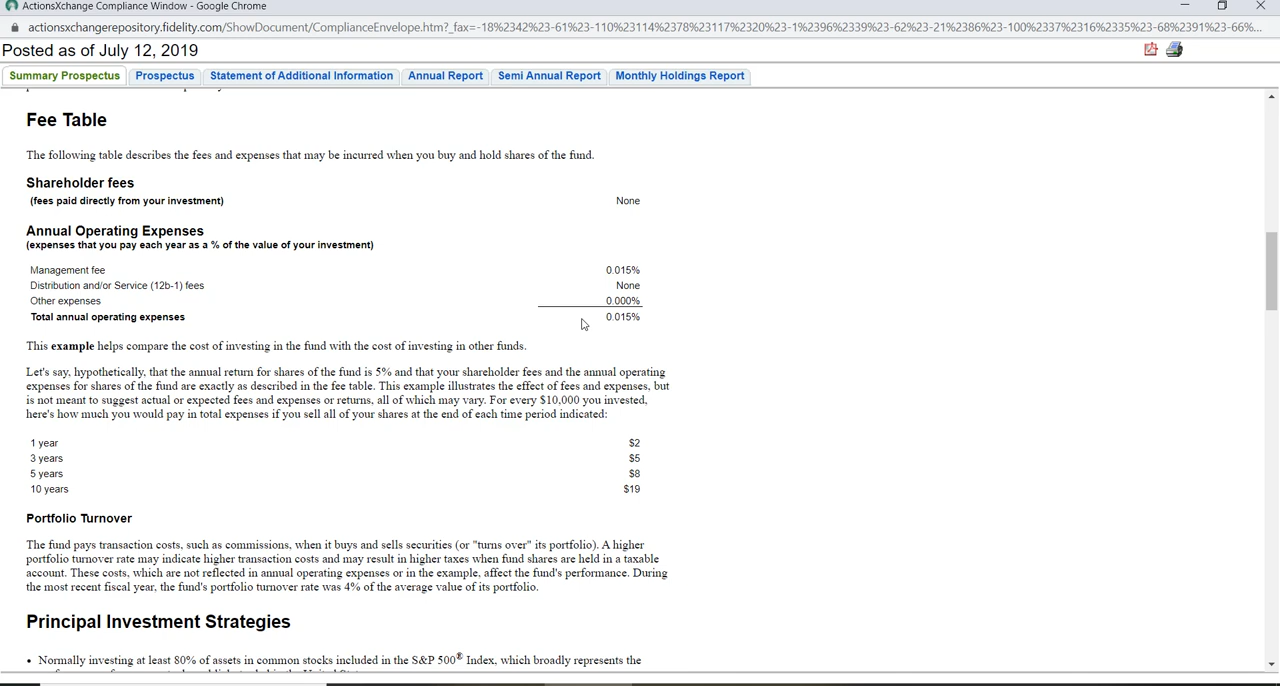 ActionsXchange Compliance Window - Google Chrome
actionsxchangerepository.fidelity.com/ShowDocument/ComplianceEnvelope.htm?_fax=-18%2342%23-61%23-110%23114%2378%23117%2320%23-1%2396%2339%23-62%23-21%2386%23-100%2337%2316%2335%23-68%2391%23-66%...
Posted as of July 12, 2019
Summary Prospectus Prospectus Statement of Additional Information Annual Report Semi Annual Report Monthly Holdings Report
Fee Table
The following table describes the fees and expenses that may be incurred when you buy and hold shares of the fund.
Shareholder fees
(fees paid directly from your investment) None
Annual Operating Expenses
(expenses that you pay each year as a % of the value of your investment)
Management fee 0.015%
Distribution and/or Service (12b-1) fees None
Other expenses 0.000%
Total annual operating expenses 0.015%
This example helps compare the cost of investing in the fund with the cost of investing in other funds.
Let's say, hypothetically, that the annual return for shares of the fund is 5% and that your shareholder fees and the annual operating
expenses for shares of the fund are exactly as described in the fee table. This example illustrates the effect of fees and expenses, but
is not meant to suggest actual or expected fees and expenses or returns, all of which may vary. For every $10,000 you invested,
here's how much you would pay in total expenses if you sell all of your shares at the end of each time period indicated:
1 year $2
3 years $5
5 years $8
10 years $19
Portfolio Turnover
The fund pays transaction costs, such as commissions, when it buys and sells securities (or "turns over" its portfolio). A higher
portfolio turnover rate may indicate higher transaction costs and may result in higher taxes when fund shares are held in a taxable
account. These costs, which are not reflected in annual operating expenses or in the example, affect the fund's performance. During
the most recent fiscal year, the fund's portfolio turnover rate was 4% of the average value of its portfolio.
Principal Investment Strategies
• Normally investing at least 80% of assets in common stocks included in the S&P 500® Index, which broadly represents the